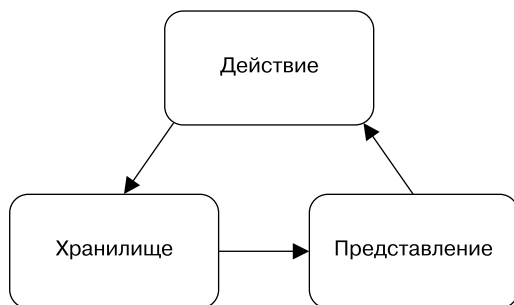 Действие
Хранилище
Представление